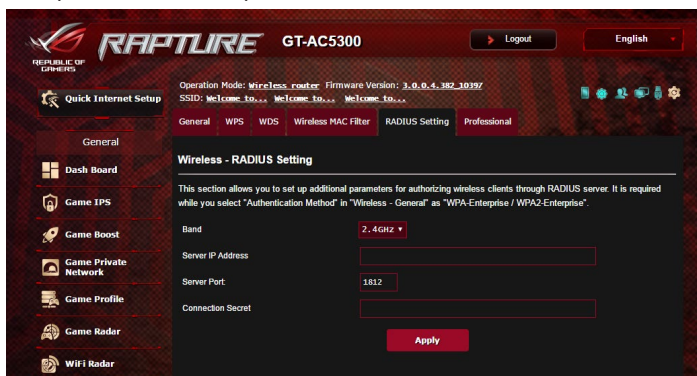 REPUBLIC OF
GAMERS
RAPTURE GT-AC5300 Logout English
Operation Mode: Wireless router Firmware Version: 3.0.0.4.382_10397
SSID: Welcome to... Welcome to... Welcome to...
Quick Internet Setup
General WPS WDS Wireless MAC Filter RADIUS Setting Professional
General
Dash Board
Game IPS
Game Boost
Game Private
Network
Game Profile
Game Radar
WiFi Radar
Wireless - RADIUS Setting
This section allows you to set up additional parameters for authorizing wireless clients through RADIUS server. It is required
while you select "Authentication Method" in "Wireless - General" as "WPA-Enterprise / WPA2-Enterprise".
Band 2.4GHz
Server IP Address
Server Port: 1812
Connection Secret
Apply